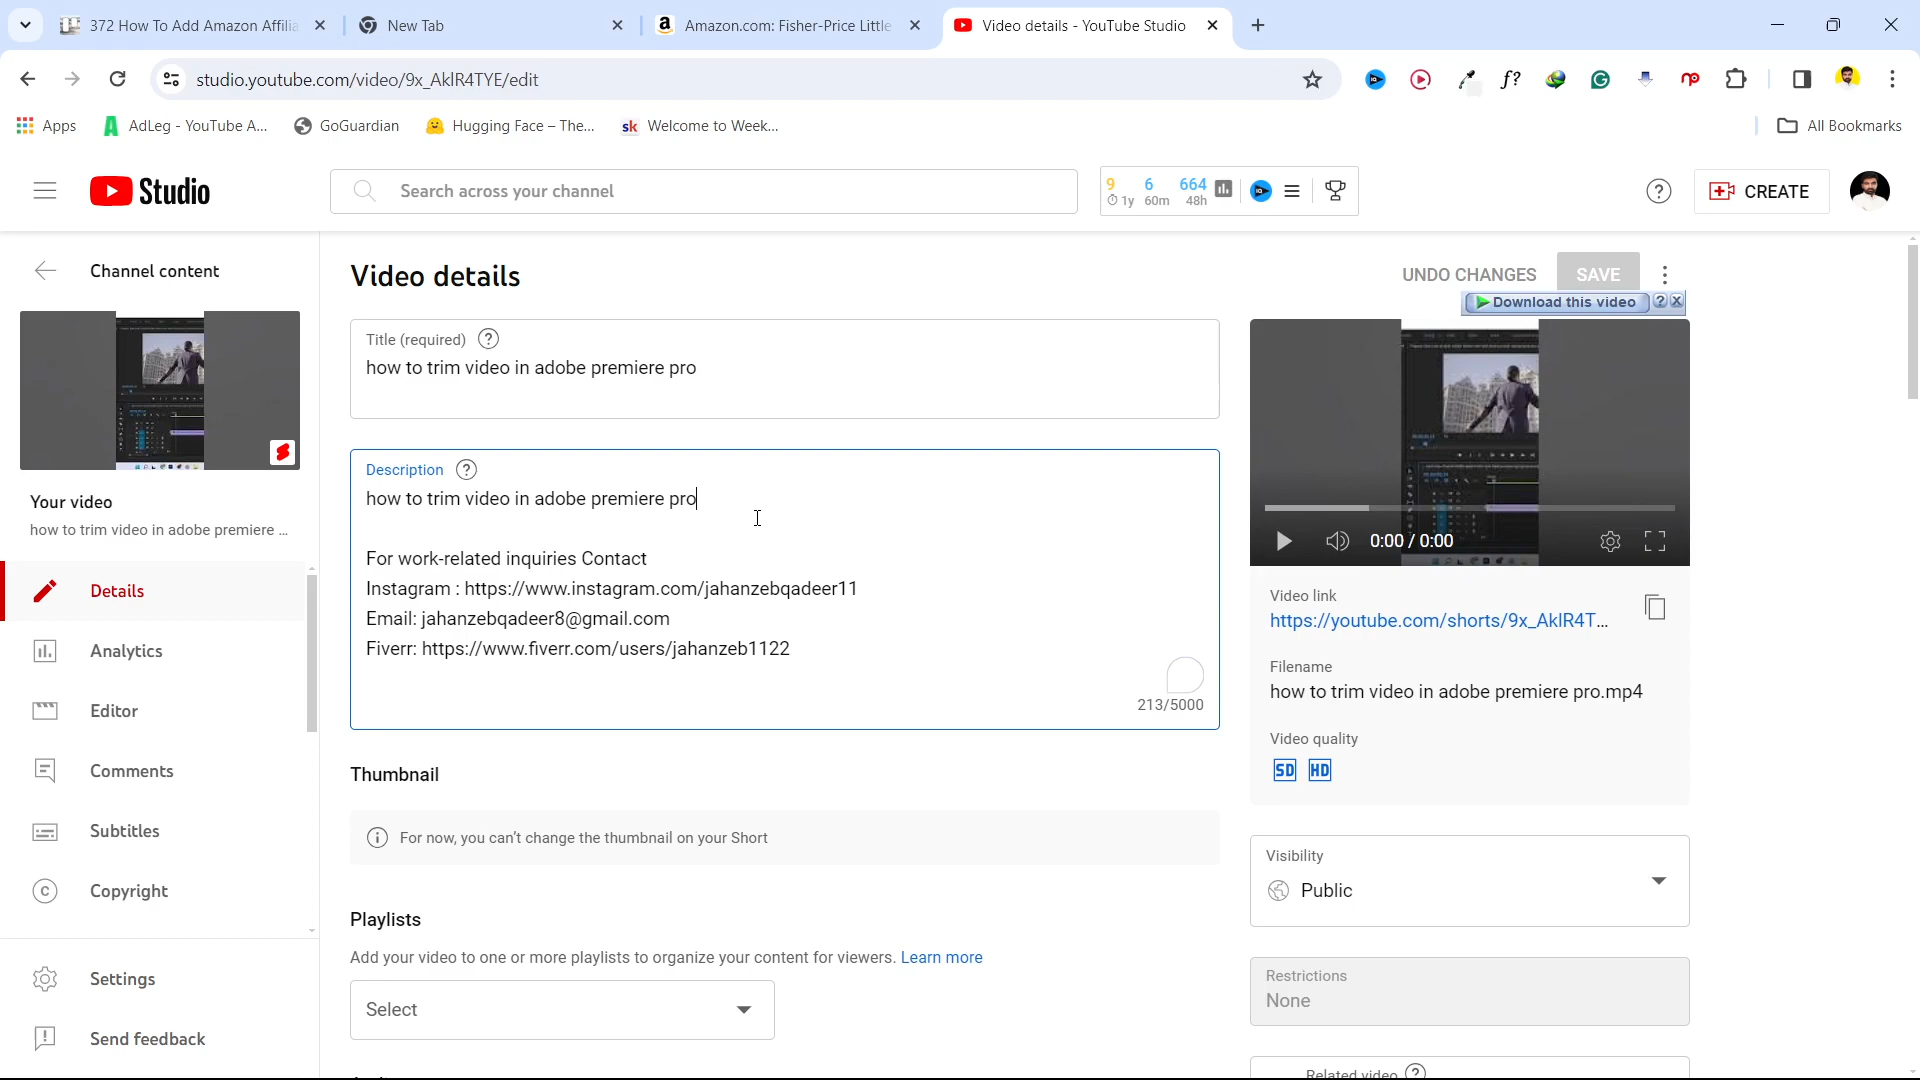 372 How To Add Amazon Affilia
New Tab
Amazon.com: Fisher-Price Little
Video details - YouTube Studio
studio.youtube.com/video/9x_AklR4TYE/edit
Apps
AdLeg - YouTube A...
GoGuardian
Hugging Face – The...
sk Welcome to Week...
All Bookmarks
Studio
Search across your channel
9 6 664
1y 60m 48h
CREATE
Channel content
Your video
how to trim video in adobe premiere ...
Details
Analytics
Editor
Comments
Subtitles
Copyright
Settings
Send feedback
Video details
UNDO CHANGES
SAVE
Download this video
Title (required)
how to trim video in adobe premiere pro
Description
how to trim video in adobe premiere pro
For work-related inquiries Contact
Instagram : https://www.instagram.com/jahanzebqadeer11
Email: jahanzebqadeer8@gmail.com
Fiverr: https://www.fiverr.com/users/jahanzeb1122
213/5000
Thumbnail
For now, you can't change the thumbnail on your Short
Playlists
Add your video to one or more playlists to organize your content for viewers. Learn more
Select
0:00 / 0:00
Video link
https://youtube.com/shorts/9x_AklR4T...
Filename
how to trim video in adobe premiere pro.mp4
Video quality
SD HD
Visibility
Public
Restrictions
None
Related video